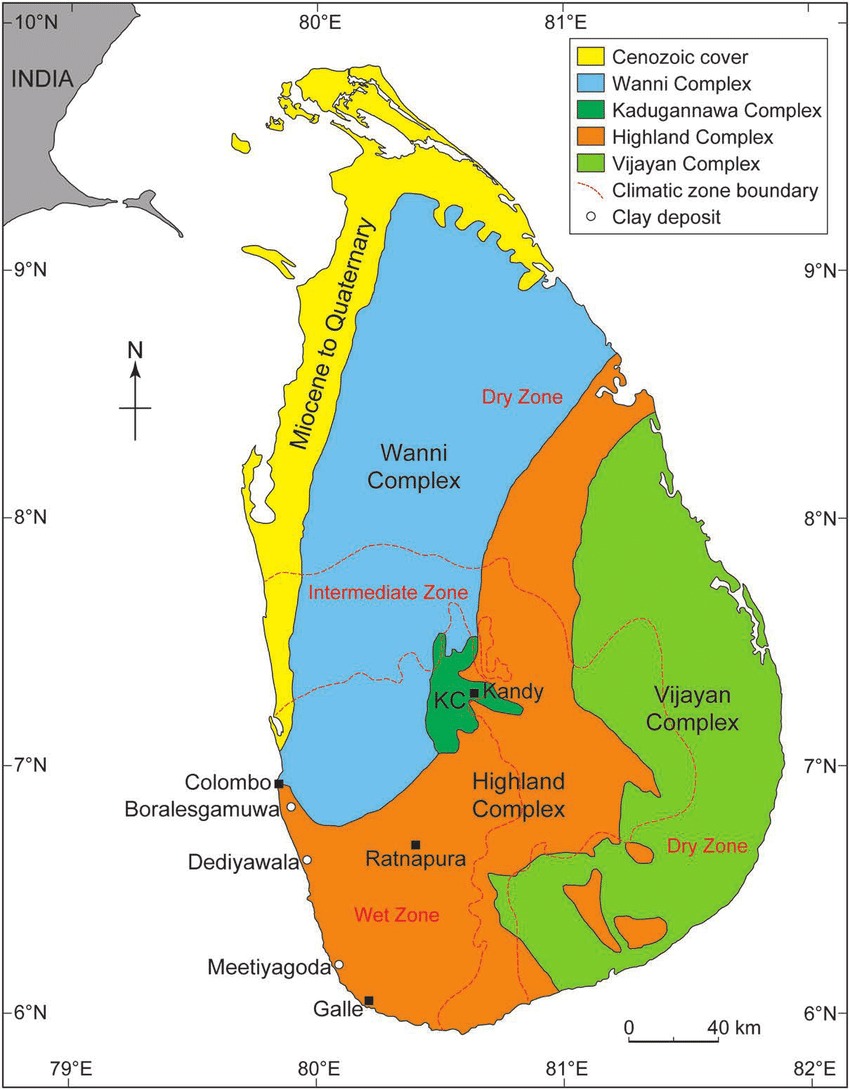 80°E
81°E
10°N
INDIA
Cenozoic cover
Wanni Complex
Kadugannawa Complex
Highland Complex
Vijayan Complex
Climatic zone boundary
Clay deposit
9°N
9°N
Miocene to Quaternary
N
Dry Zone
Wanni
Complex
8°N
8°N
Intermediate Zone
KC
Kandy
Vijayan
Complex
7°N
7°N
Colombo
Highland
Complex
Boralesgamuwa
Dediyawala
Ratnapura
Dry Zone
Wet Zone
Meetiyagoda
Galle
6°N
6°N
0
40 km
79°E
80°E
81°E
82°E